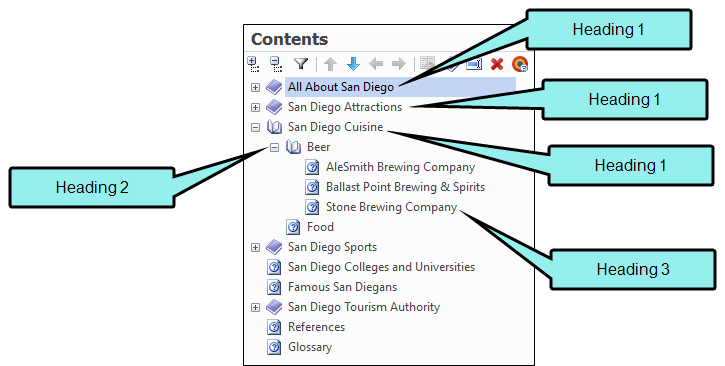 Contents
Heading 1
All About San Diego
San Diego Attractions
Heading 1
San Diego Cuisine
Beer
Heading 1
AleSmith Brewing Company
Heading 2
Ballast Point Brewing & Spirits
Stone Brewing Company
Food
San Diego Sports
San Diego Colleges and Universities
Heading 3
Famous San Diegans
San Diego Tourism Authority
References
Glossary